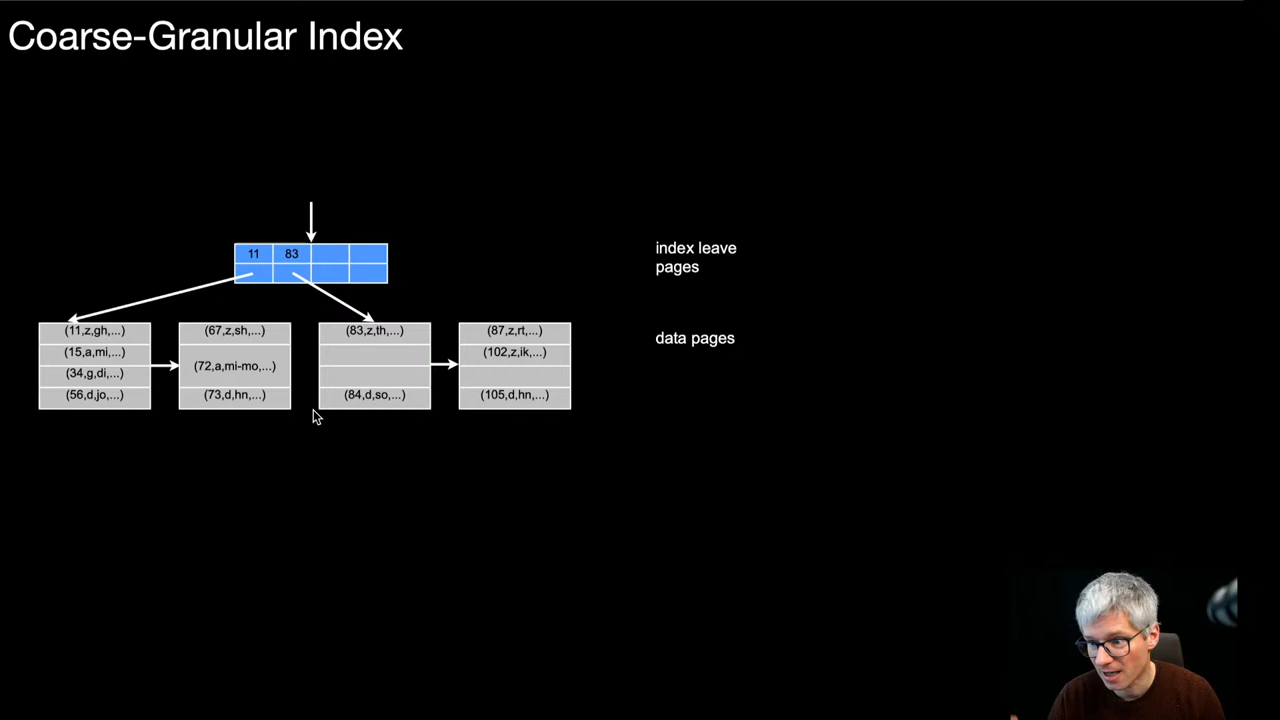 Coarse-Granular Index
11 83
index leave
pages
(11,z,gh,...)
(15,a,mi,...)
(34,g,di,...)
(56,d,jo,...)
(67,z,sh,...)
(72,a,mi-mo,...)
(73,d,hn,...)
(83,z,th,...)
(84,d,so,...)
(87,z,rt,...)
(102,z,ik,...)
(105,d,hn,...)
data pages